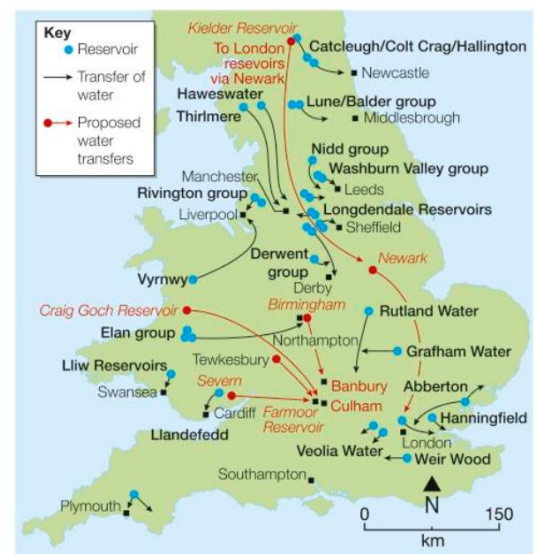 Key
Reservoir
Transfer of
water
Proposed
water
transfers
Kielder Reservoir
To London
resevoirs
via Newark
Catcleugh/Colt Crag/Hallington
Newcastle
Haweswater
Thirlmere
Lune/Balder group
Middlesbrough
Nidd group
Washburn Valley group
Leeds
Manchester
Rivington group
Liverpool
Longdendale Reservoirs
Sheffield
Derwent
group
Newark
Derby
Vyrnwy
Craig Goch Reservoir
Birmingham
Rutland Water
Elan group
Northampton
Grafham Water
Lliw Reservoirs
Tewkesbury
Swansea
Severn
Banbury
Abberton
Culham
Cardiff
Farmoor
Reservoir
Hanningfield
Llandefedd
London
Veolia Water
Weir Wood
Southampton
Plymouth
N
0
150
km